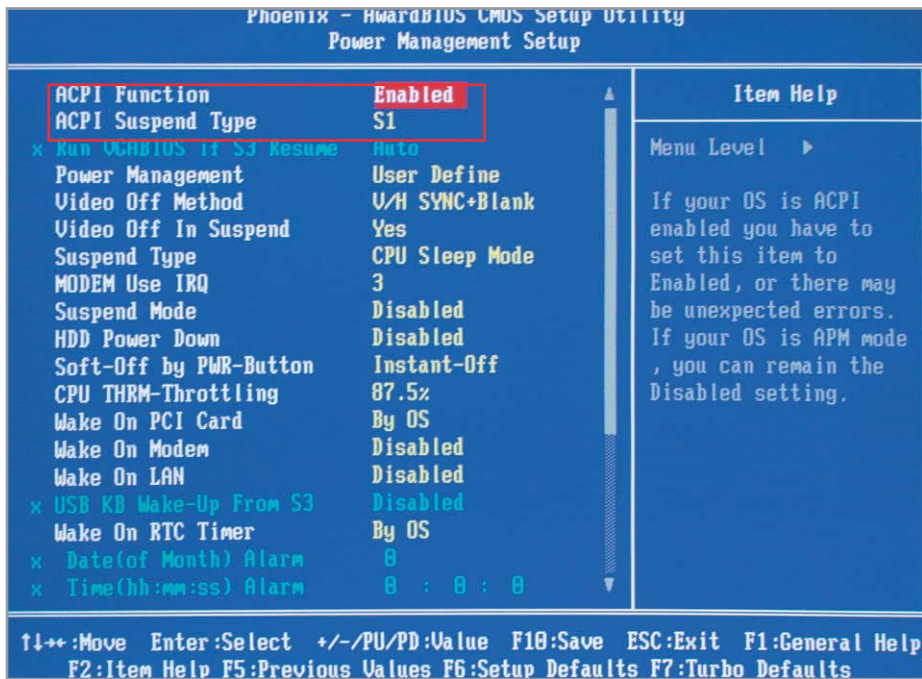 Phoenix - AwardBIOS CMOS Setup Utility
Power Management Setup
ACPI Function Enabled
ACPI Suspend Type S1
x Run VGABIOS if S3 Resume Auto
Power Management User Define
Video Off Method V/H SYNC+Blank
Video Off In Suspend Yes
Suspend Type CPU Sleep Mode
MODEM Use IRQ 3
Suspend Mode Disabled
HDD Power Down Disabled
Soft-Off by PWR-Button Instant-Off
CPU THRM-Throttling 87.5%
Wake On PCI Card By OS
Wake On Modem Disabled
Wake On LAN Disabled
x USB KB Wake-Up From S3 Disabled
Wake On RTC Timer By OS
x Date(of Month) Alarm 0
x Time(hh:mm:ss) Alarm 0 : 0 : 0
Item Help
Menu Level ▶
If your OS is ACPI
enabled you have to
set this item to
Enabled, or there may
be unexpected errors.
If your OS is APM mode
, you can remain the
Disabled setting.
↑↓→←:Move Enter:Select +/-/PU/PD:Value F10:Save ESC:Exit F1:General Help
F2:Item Help F5:Previous Values F6:Setup Defaults F7:Turbo Defaults